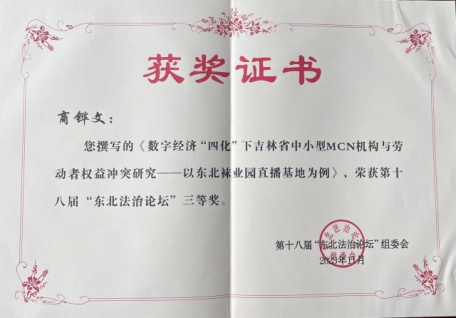 获奖证书
商铎文：
您撰写的《数字经济“四化”下吉林省中小型MCN机构与劳
动者权益冲突研究——以东北袜业园直播基地为例》，荣获第十
八届“东北法治论坛”三等奖。
第十八届“东北法治论坛”组委会